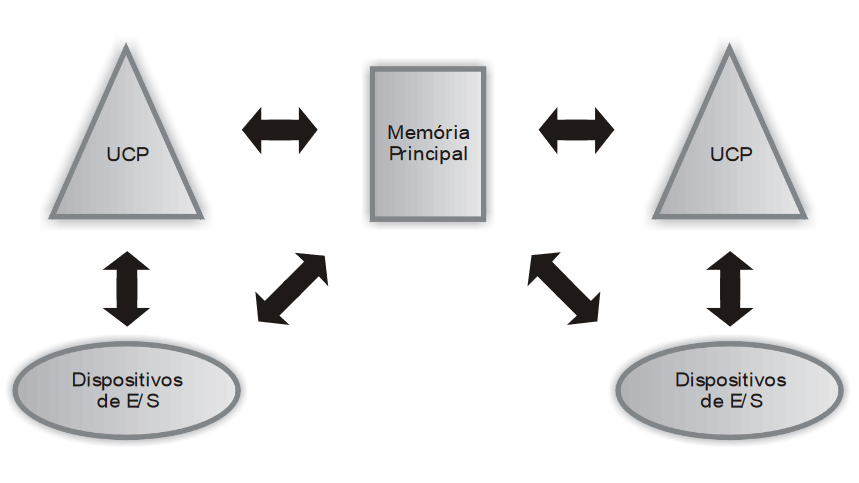 UCP
Memória
Principal
UCP
Dispositivos
de E/S
Dispositivos
de E/S